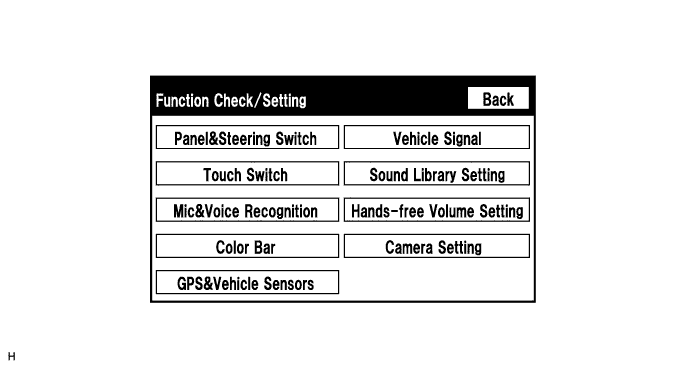 Function Check/Setting
Back
Panel&Steering Switch
Vehicle Signal
Touch Switch
Sound Library Setting
Mic&Voice Recognition
Hands-free Volume Setting
Color Bar
Camera Setting
GPS&Vehicle Sensors
H